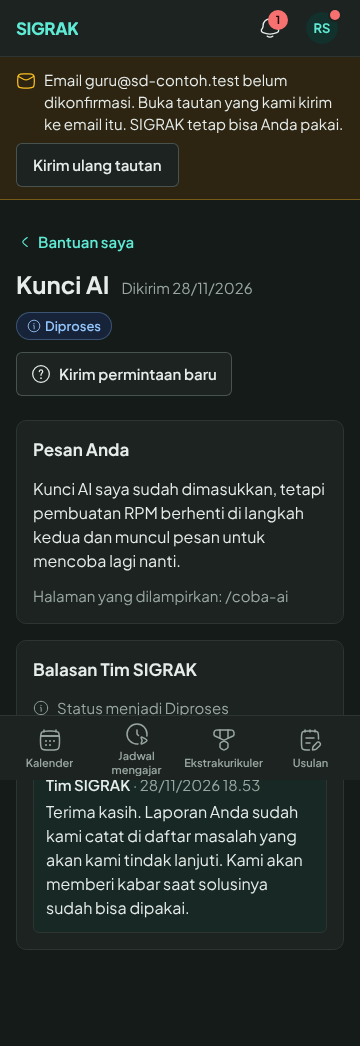 SIGRAK
1
RS
Email guru@sd-contoh.test belum
dikonfirmasi. Buka tautan yang kami kirim
ke email itu. SIGRAK tetap bisa Anda pakai.
Kirim ulang tautan
Bantuan saya
Kunci AI Dikirim 28/11/2026
Diproses
Kirim permintaan baru
Pesan Anda
Kunci AI saya sudah dimasukkan, tetapi
pembuatan RPM berhenti di langkah
kedua dan muncul pesan untuk
mencoba lagi nanti.
Halaman yang dilampirkan: /coba-ai
Balasan Tim SIGRAK
Status menjadi Diproses
Kalender
Jadwal
mengajar
Ekstrakurikuler
Usulan
Tim SIGRAK · 28/11/2026 18.53
Terima kasih. Laporan Anda sudah
kami catat di daftar masalah yang
akan kami tindak lanjuti. Kami akan
memberi kabar saat solusinya
sudah bisa dipakai.